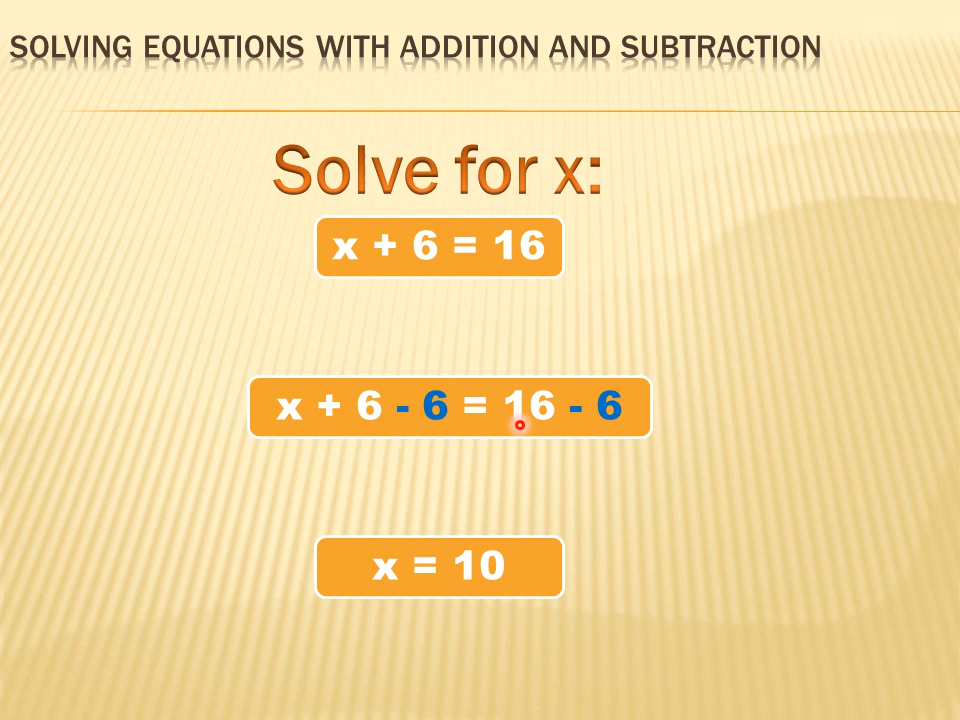 SOLVING EQUATIONS WITH ADDITION AND SUBTRACTION
Solve for x:
x + 6 = 16
x + 6 - 6 = 16 - 6
x = 10